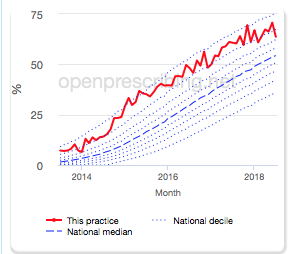 75
50
25
0
%
openprescribing.net
2014 2016 2018
Month
This practice National decile
National median